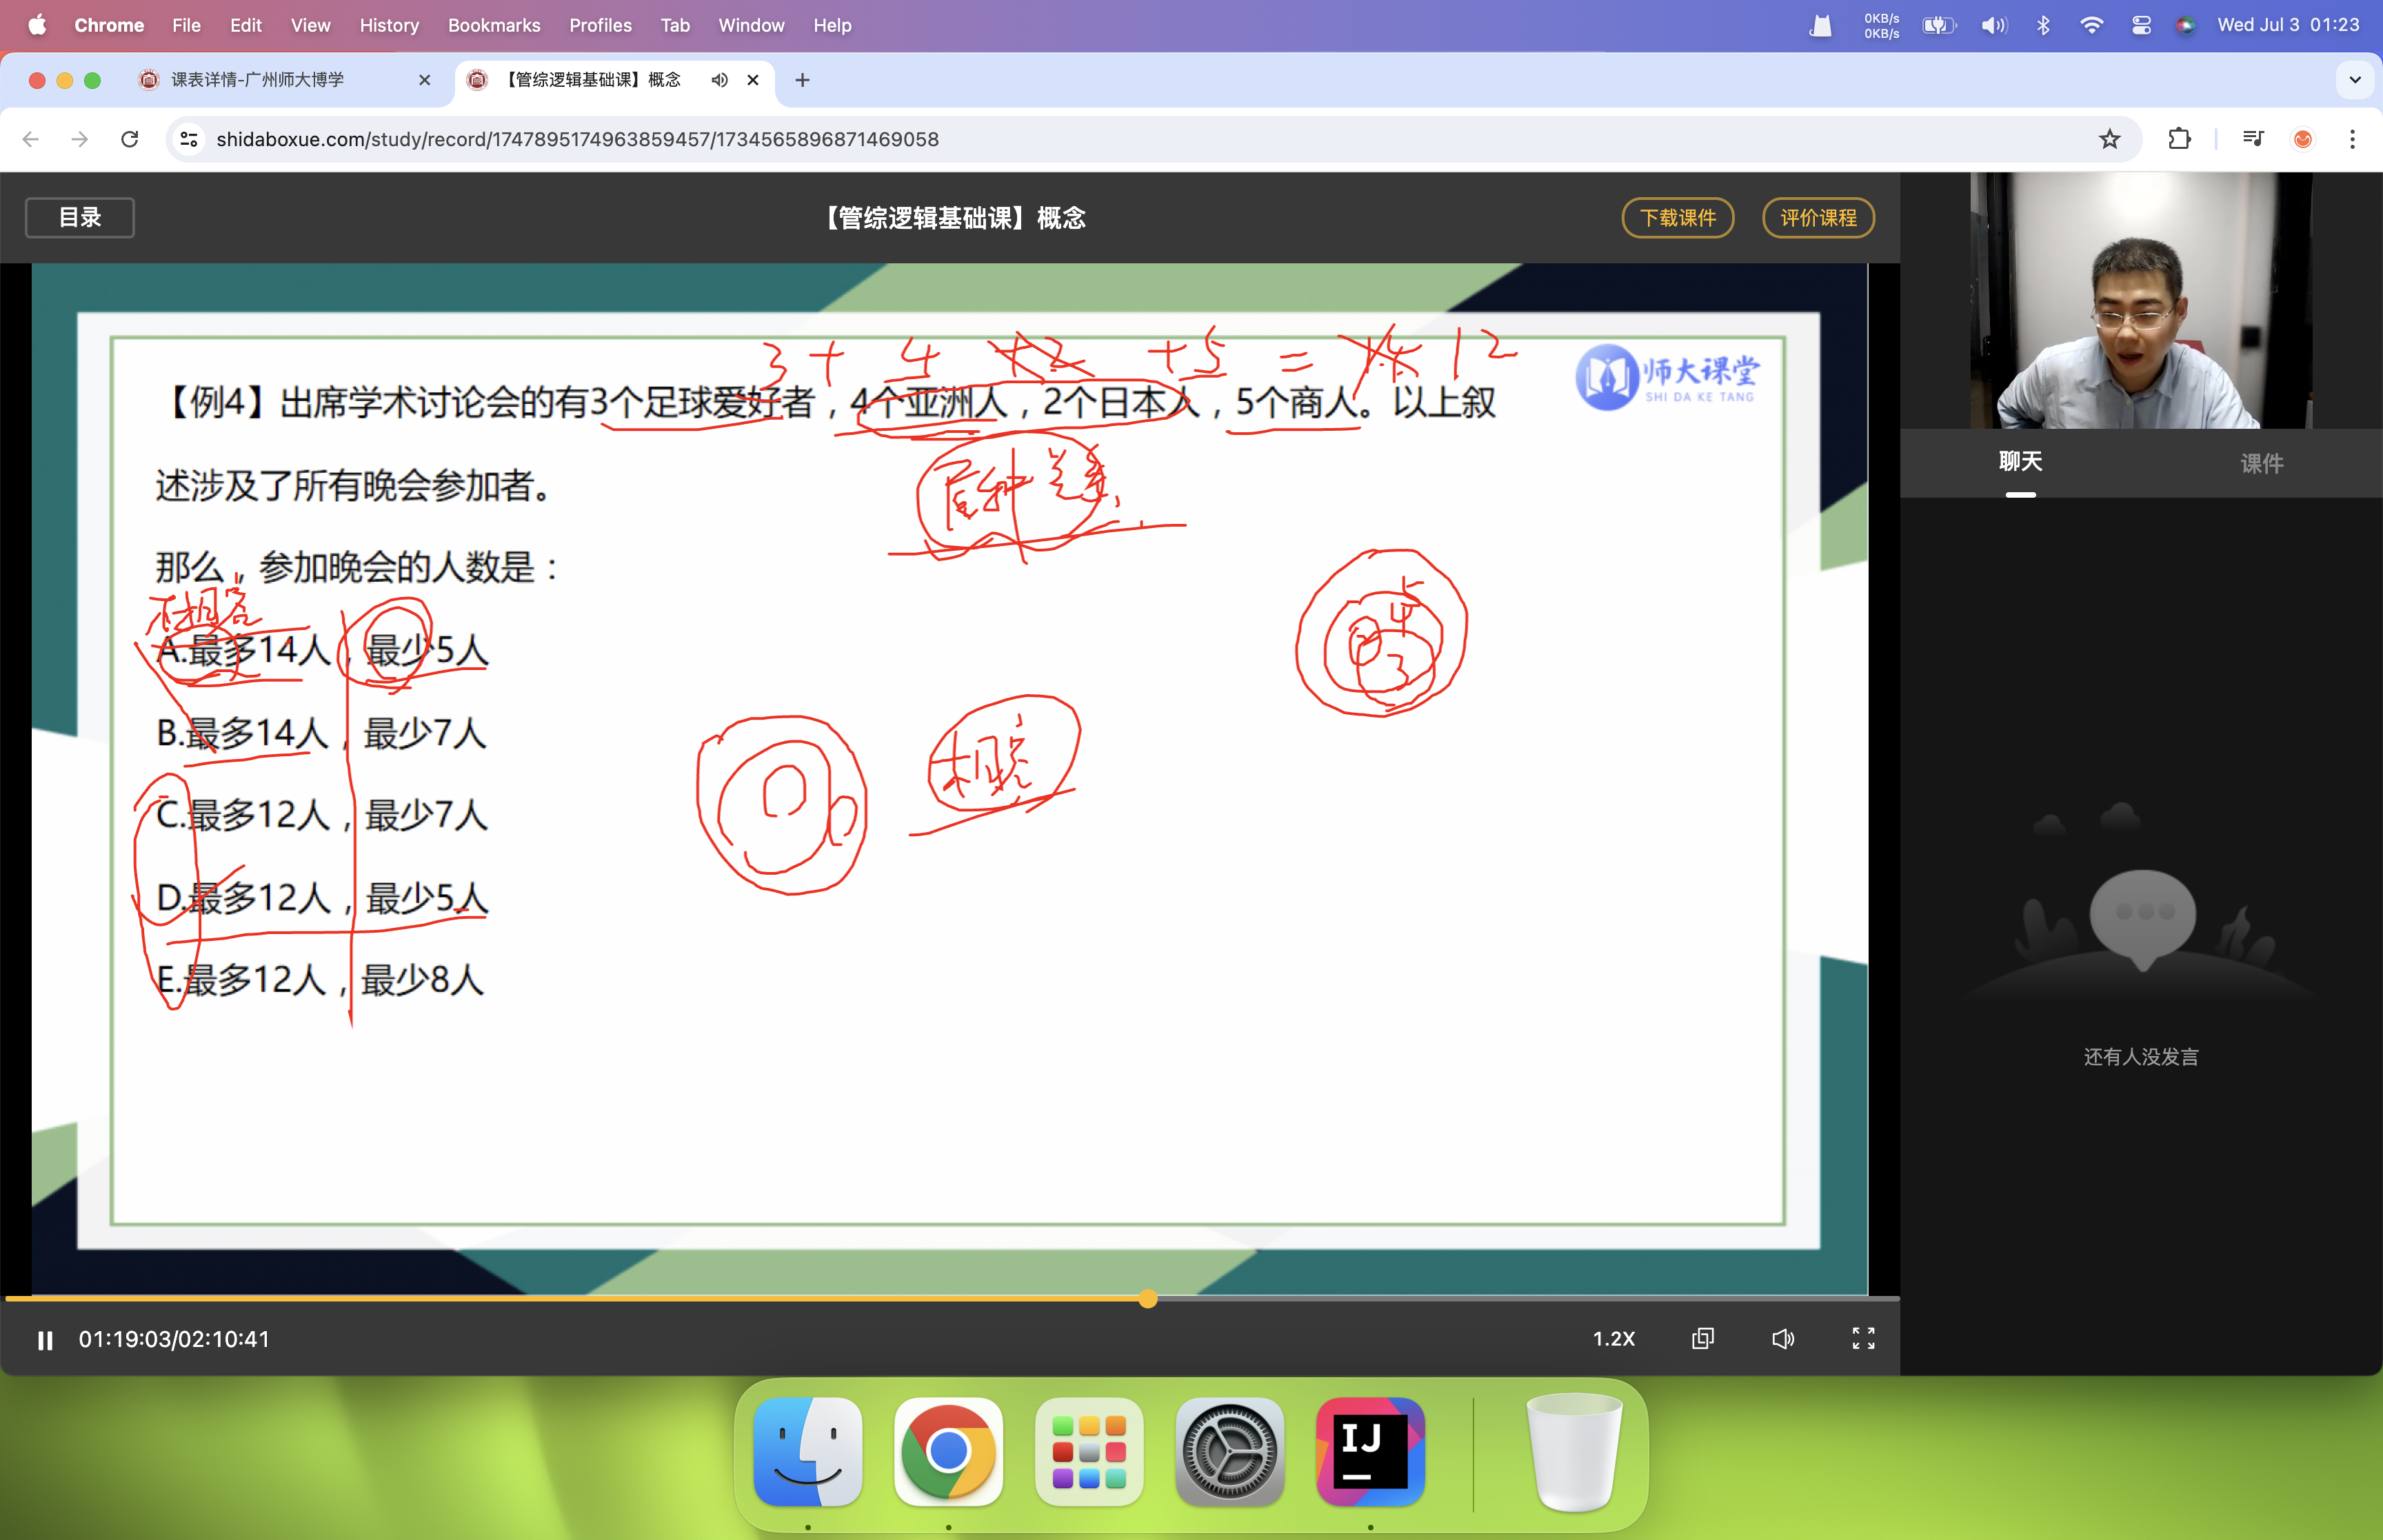 Chrome File Edit View History Bookmarks Profiles Tab Window Help
0KB/s
0KB/s
Wed Jul 3 01:23
课表详情-广州师大博学
【管综逻辑基础课】概念
shidaboxue.com/study/record/1747895174963859457/1734565896871469058
目录
【管综逻辑基础课】概念
下载课件
评价课程
3 + 4 +2 +5 = 14 12
师大课堂
SHI DA KE TANG
【例4】出席学术讨论会的有3个足球爱好者，4个亚洲人，2个日本人，5个商人。以上叙
述涉及了所有晚会参加者。
那么，参加晚会的人数是：
不相容
A.最多14人，最少5人
B.最多14人，最少7人
C.最多12人，最少7人
D.最多12人，最少5人
E.最多12人，最少8人
5
4
2
3
聊天
课件
还有人没发言
01:19:03/02:10:41
1.2X
IJ